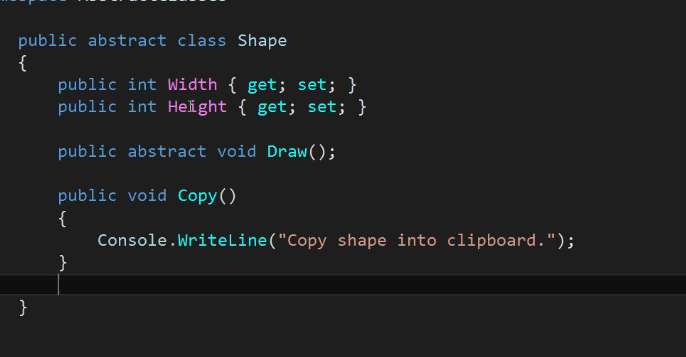 public abstract class Shape
{
public int Width { get; set; }
public int Height { get; set; }
public abstract void Draw();
public void Copy()
{
Console.WriteLine("Copy shape into clipboard.");
}
}